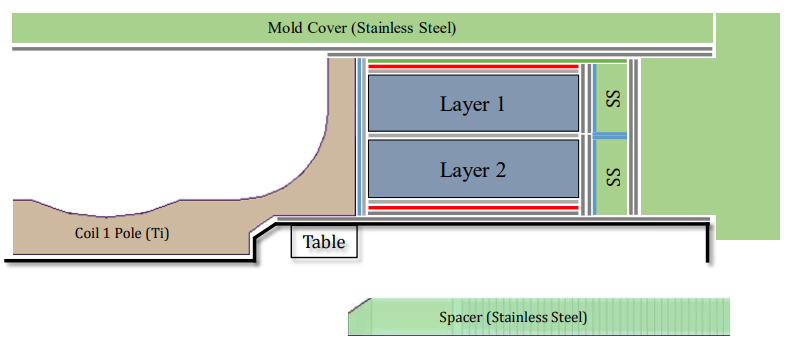 Mold Cover (Stainless Steel)
Layer 1
SS
Layer 2
SS
Coil 1 Pole (Ti)
Table
Spacer (Stainless Steel)